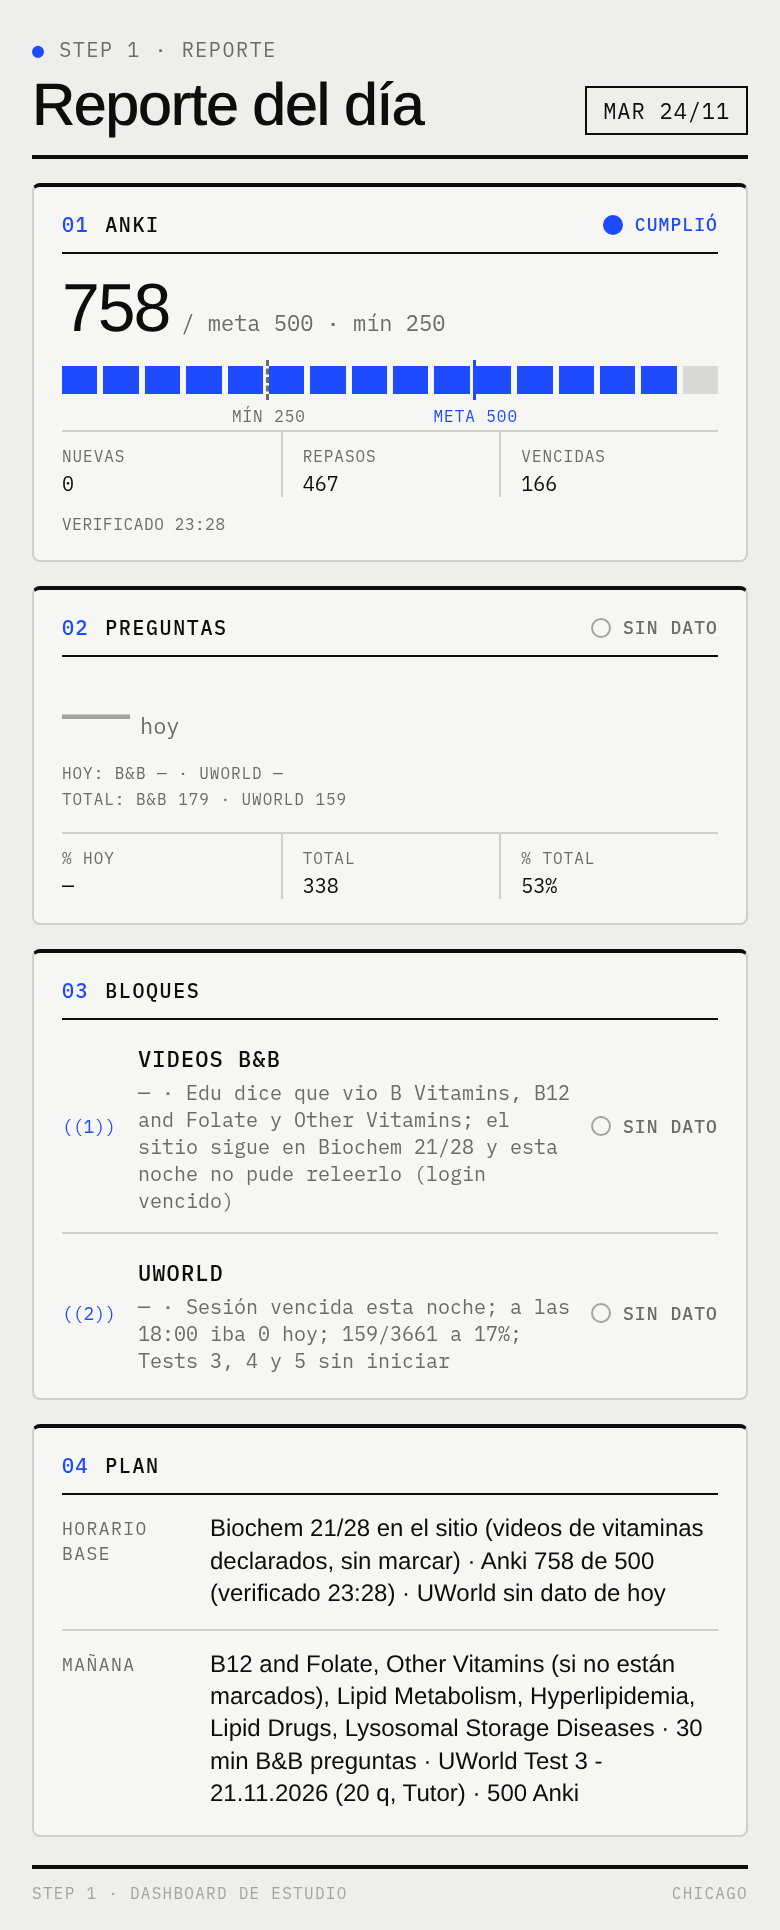 STEP 1 · REPORTE
Reporte del día
MAR 24/11
01 ANKI
CUMPLIÓ
758 / meta 500 · mín 250
MÍN 250
META 500
NUEVAS
0
REPASOS
467
VENCIDAS
166
VERIFICADO 23:28
02 PREGUNTAS
SIN DATO
— hoy
HOY: B&B — · UWORLD —
TOTAL: B&B 179 · UWORLD 159
% HOY
—
TOTAL
338
% TOTAL
53%
03 BLOQUES
((1))
VIDEOS B&B
— · Edu dice que vio B Vitamins, B12
and Folate y Other Vitamins; el
sitio sigue en Biochem 21/28 y esta
noche no pude releerlo (login
vencido)
SIN DATO
((2))
UWORLD
— · Sesión vencida esta noche; a las
18:00 iba 0 hoy; 159/3661 a 17%;
Tests 3, 4 y 5 sin iniciar
SIN DATO
04 PLAN
HORARIO
BASE
Biochem 21/28 en el sitio (videos de vitaminas
declarados, sin marcar) · Anki 758 de 500
(verificado 23:28) · UWorld sin dato de hoy
MAÑANA
B12 and Folate, Other Vitamins (si no están
marcados), Lipid Metabolism, Hyperlipidemia,
Lipid Drugs, Lysosomal Storage Diseases · 30
min B&B preguntas · UWorld Test 3 -
21.11.2026 (20 q, Tutor) · 500 Anki
STEP 1 · DASHBOARD DE ESTUDIO
CHICAGO